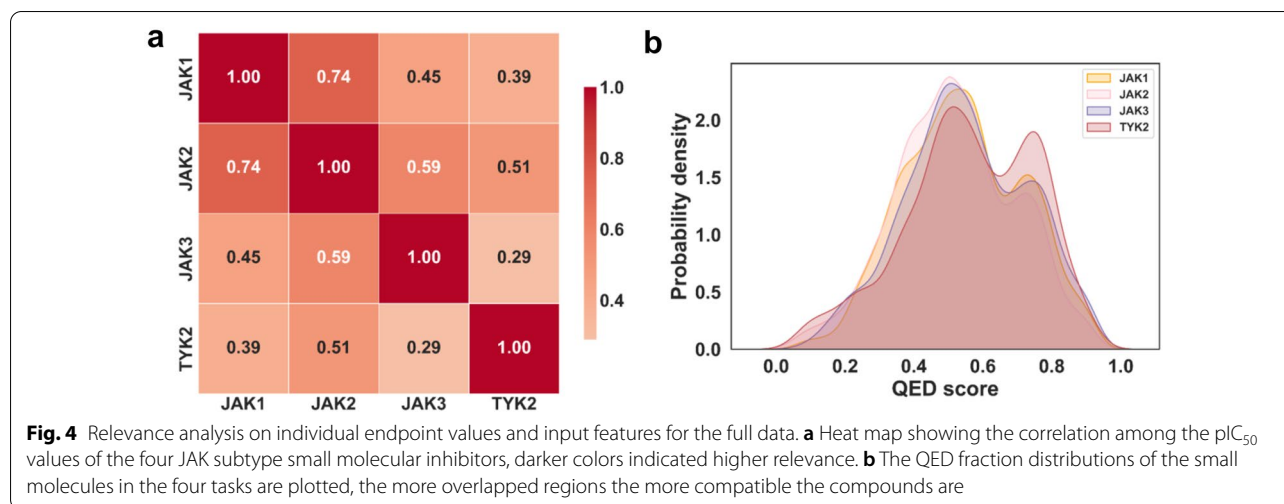 a
JAK1
JAK2
JAK3
TYK2
1.00 0.74 0.45 0.39
0.74 1.00 0.59 0.51
0.45 0.59 1.00 0.29
0.39 0.51 0.29 1.00
JAK1 JAK2 JAK3 TYK2
1.0
0.8
0.6
0.4
b
Probability density
2.0
1.5
1.0
0.5
0.0
0.0 0.2 0.4 0.6 0.8 1.0
QED score
JAK1
JAK2
JAK3
TYK2
Fig. 4 Relevance analysis on individual endpoint values and input features for the full data. a Heat map showing the correlation among the pIC50
values of the four JAK subtype small molecular inhibitors, darker colors indicated higher relevance. b The QED fraction distributions of the small
molecules in the four tasks are plotted, the more overlapped regions the more compatible the compounds are